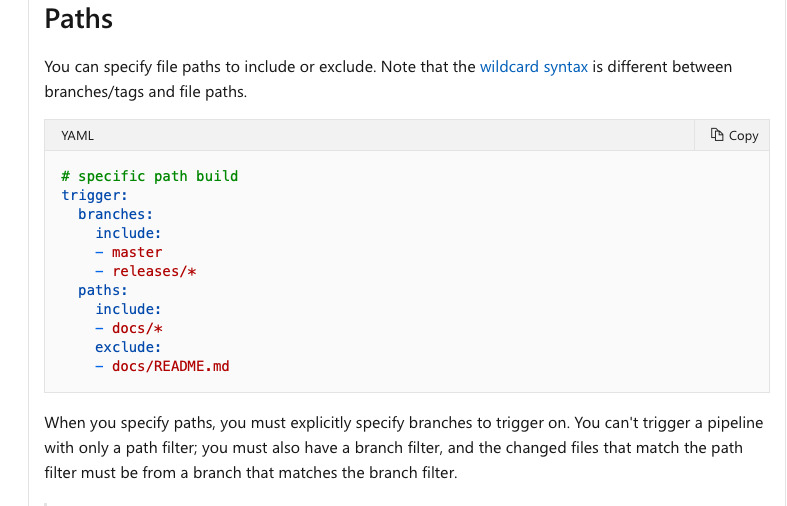 Paths
You can specify file paths to include or exclude. Note that the wildcard syntax is different between
branches/tags and file paths.
YAML
Copy
# specific path build
trigger:
  branches:
    include:
    - master
    - releases/*
  paths:
    include:
    - docs/*
    exclude:
    - docs/README.md
When you specify paths, you must explicitly specify branches to trigger on. You can't trigger a pipeline
with only a path filter; you must also have a branch filter, and the changed files that match the path
filter must be from a branch that matches the branch filter.